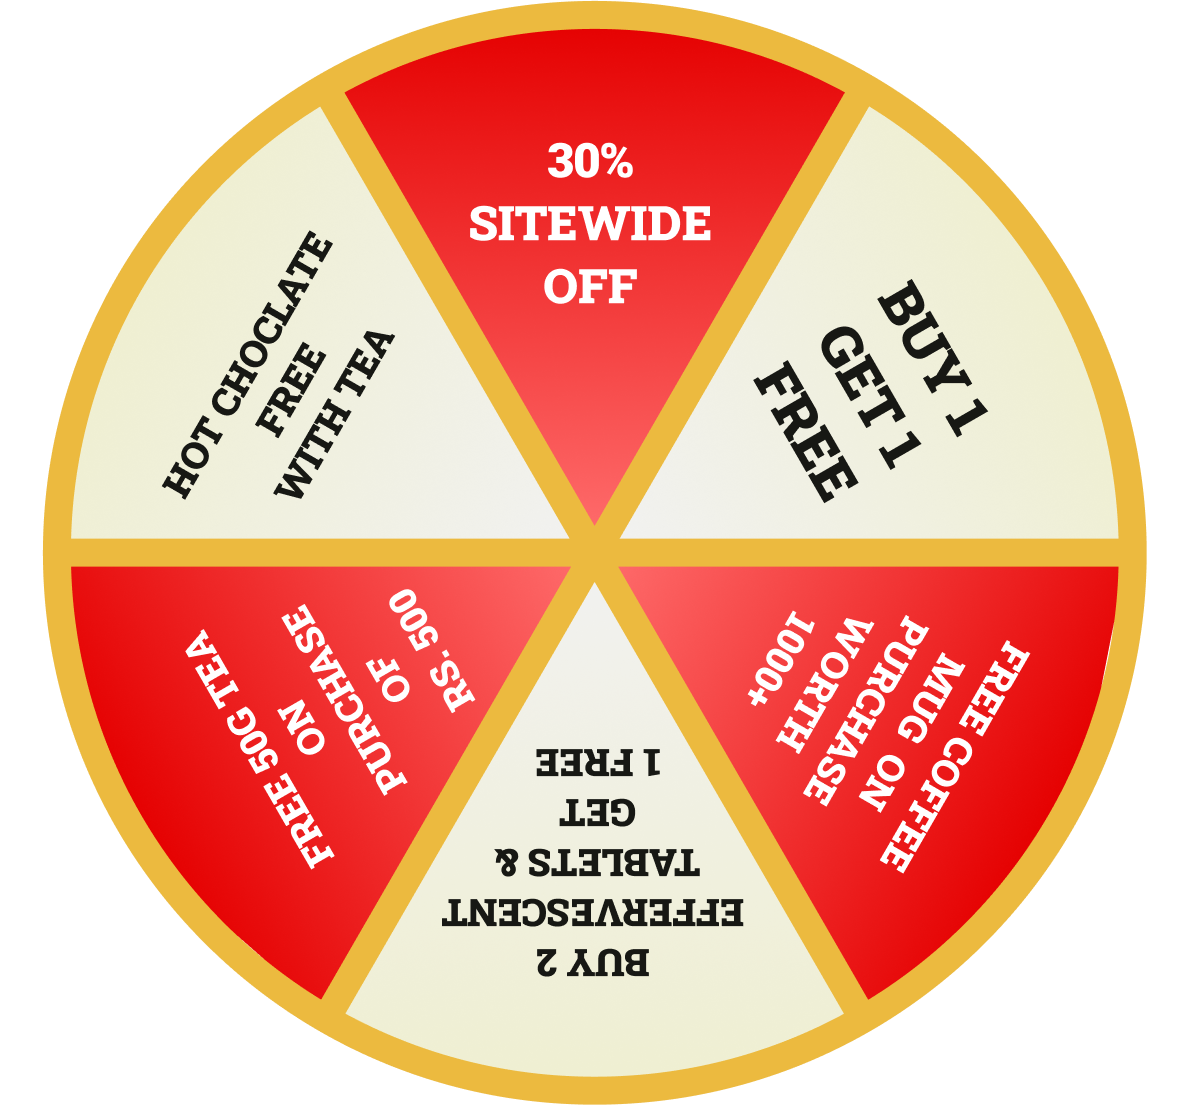 30%
SITEWIDE
OFF
BUY 1
GET 1
FREE
FREE COFFEE
MUG ON
PURCHASE
WORTH
1000+
BUY 2
EFFERVESCENT
TABLETS &
GET
1 FREE
FREE 50G TEA
ON
PURCHASE
OF
RS. 500
HOT CHOCLATE
FREE
WITH TEA